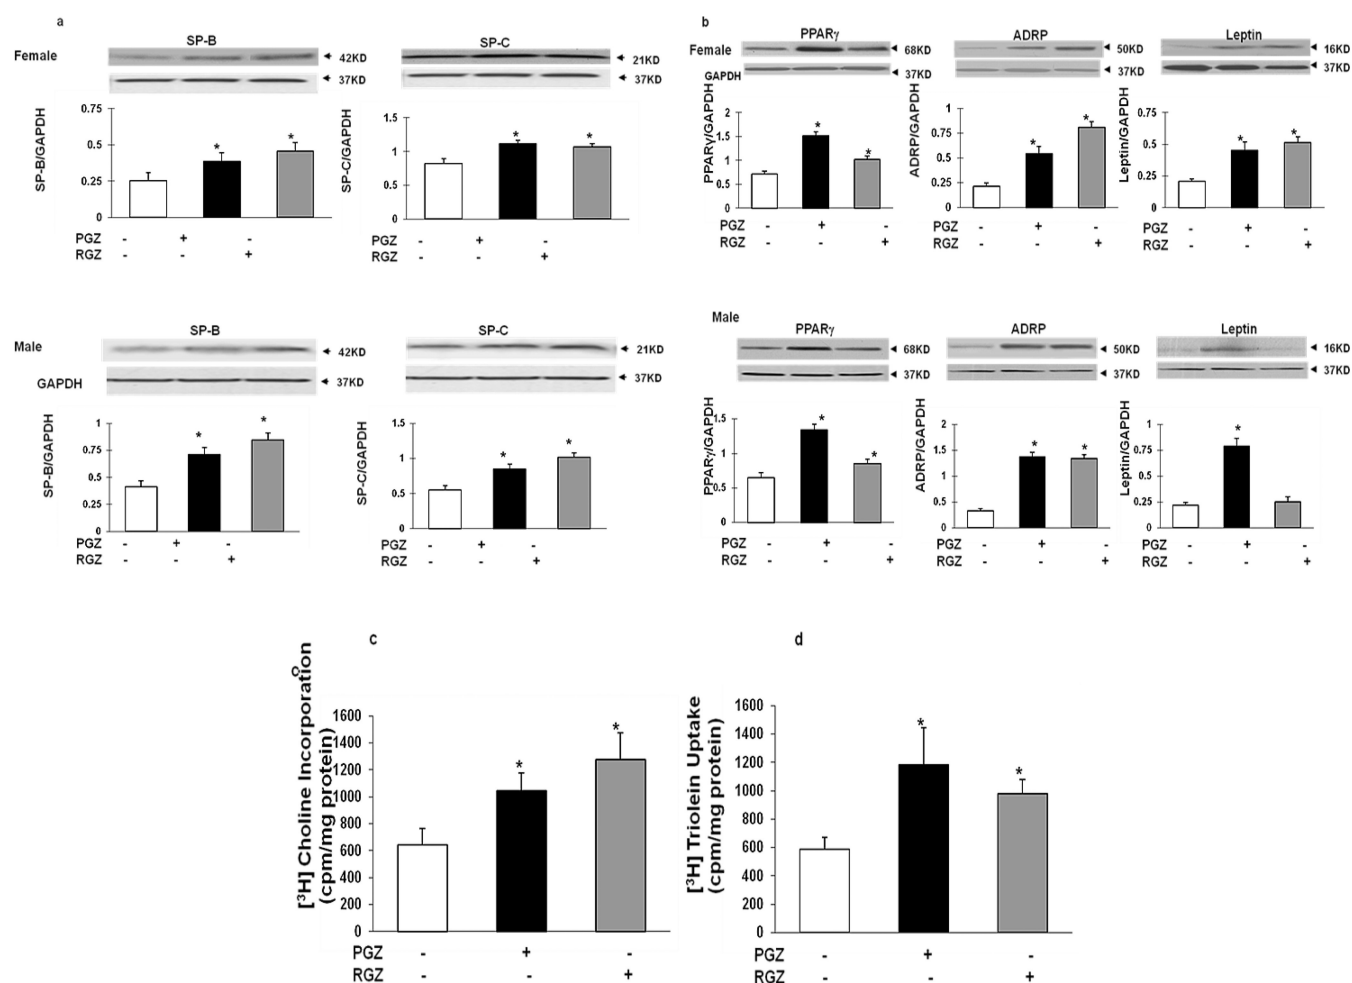 a
SP-B
SP-C
Female
42KD
21KD
37KD
37KD
SP-B/GAPDH
0.75
0.5
0.25
0
*
*
SP-C/GAPDH
1.5
1
0.5
0
*
*
PGZ - + -
RGZ - - +
PGZ - + -
RGZ - - +
SP-B
SP-C
Male
42KD
21KD
GAPDH
37KD
37KD
SP-B/GAPDH
1
0.75
0.5
0.25
0
*
*
SP-C/GAPDH
1.5
1
0.5
0
*
*
PGZ - + -
RGZ - - +
PGZ - + -
RGZ - - +
b
PPARγ
ADRP
Leptin
Female
68KD
50KD
16KD
GAPDH
37KD
37KD
37KD
PPARγ/GAPDH
2
1.5
1
0.5
0
*
*
ADRP/GAPDH
1
0.75
0.5
0.25
0
*
*
Leptin/GAPDH
0.75
0.5
0.25
0
*
*
PGZ - + -
RGZ - - +
PGZ - + -
RGZ - - +
PGZ - + -
RGZ - - +
Male
PPARγ
ADRP
Leptin
68KD
50KD
16KD
37KD
37KD
37KD
PPARγ/GAPDH
1.5
1
0.5
0
*
*
ADRP/GAPDH
2
1.5
1
0.5
0
*
*
Leptin/GAPDH
1
0.75
0.5
0.25
0
*
PGZ - + -
RGZ - - +
PGZ - + -
RGZ - - +
PGZ - + -
RGZ - - +
c
[³H] Choline Incorporation
(cpm/mg protein)
1600
1400
1200
1000
800
600
400
200
0
*
*
PGZ - + -
RGZ - - +
d
[³H] Triolein Uptake
(cpm/mg protein)
1600
1400
1200
1000
800
600
400
200
0
*
*
PGZ - + -
RGZ - - +